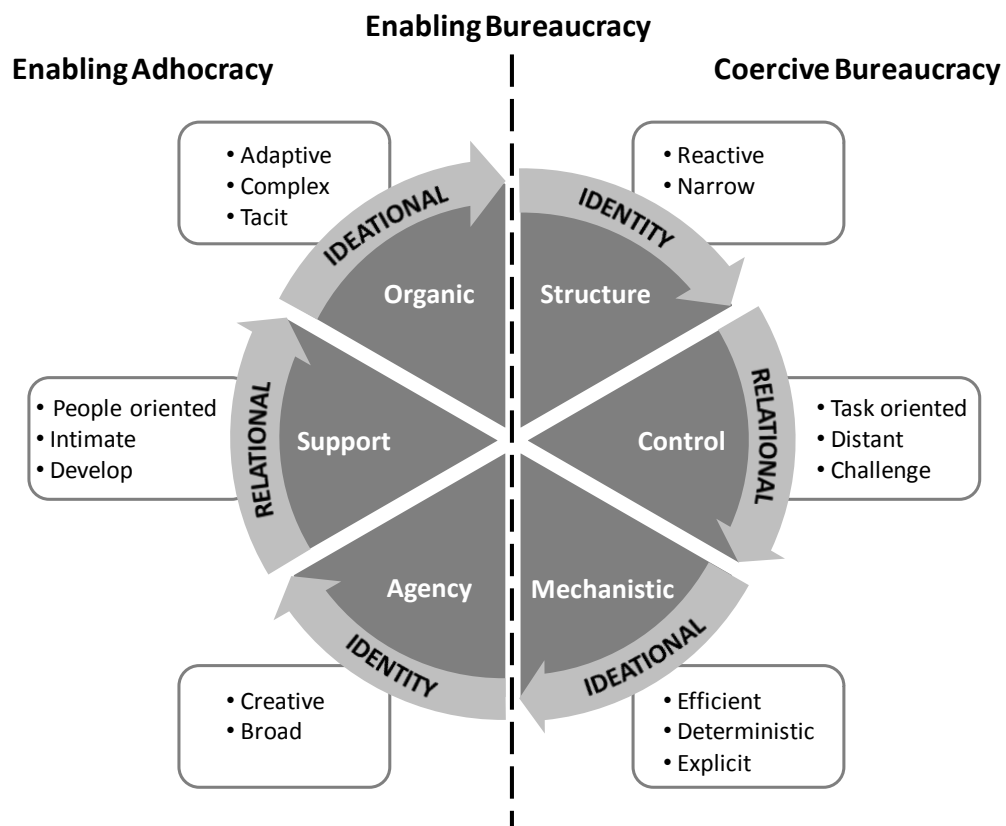 Enabling Bureaucracy
Enabling Adhocracy
Coercive Bureaucracy
• Adaptive
• Complex
• Tacit
• Reactive
• Narrow
IDEATIONAL
IDENTITY
Organic
Structure
• People oriented
• Intimate
• Develop
RELATIONAL
Support
Control
RELATIONAL
• Task oriented
• Distant
• Challenge
Agency
Mechanistic
IDENTITY
IDEATIONAL
• Creative
• Broad
• Efficient
• Deterministic
• Explicit